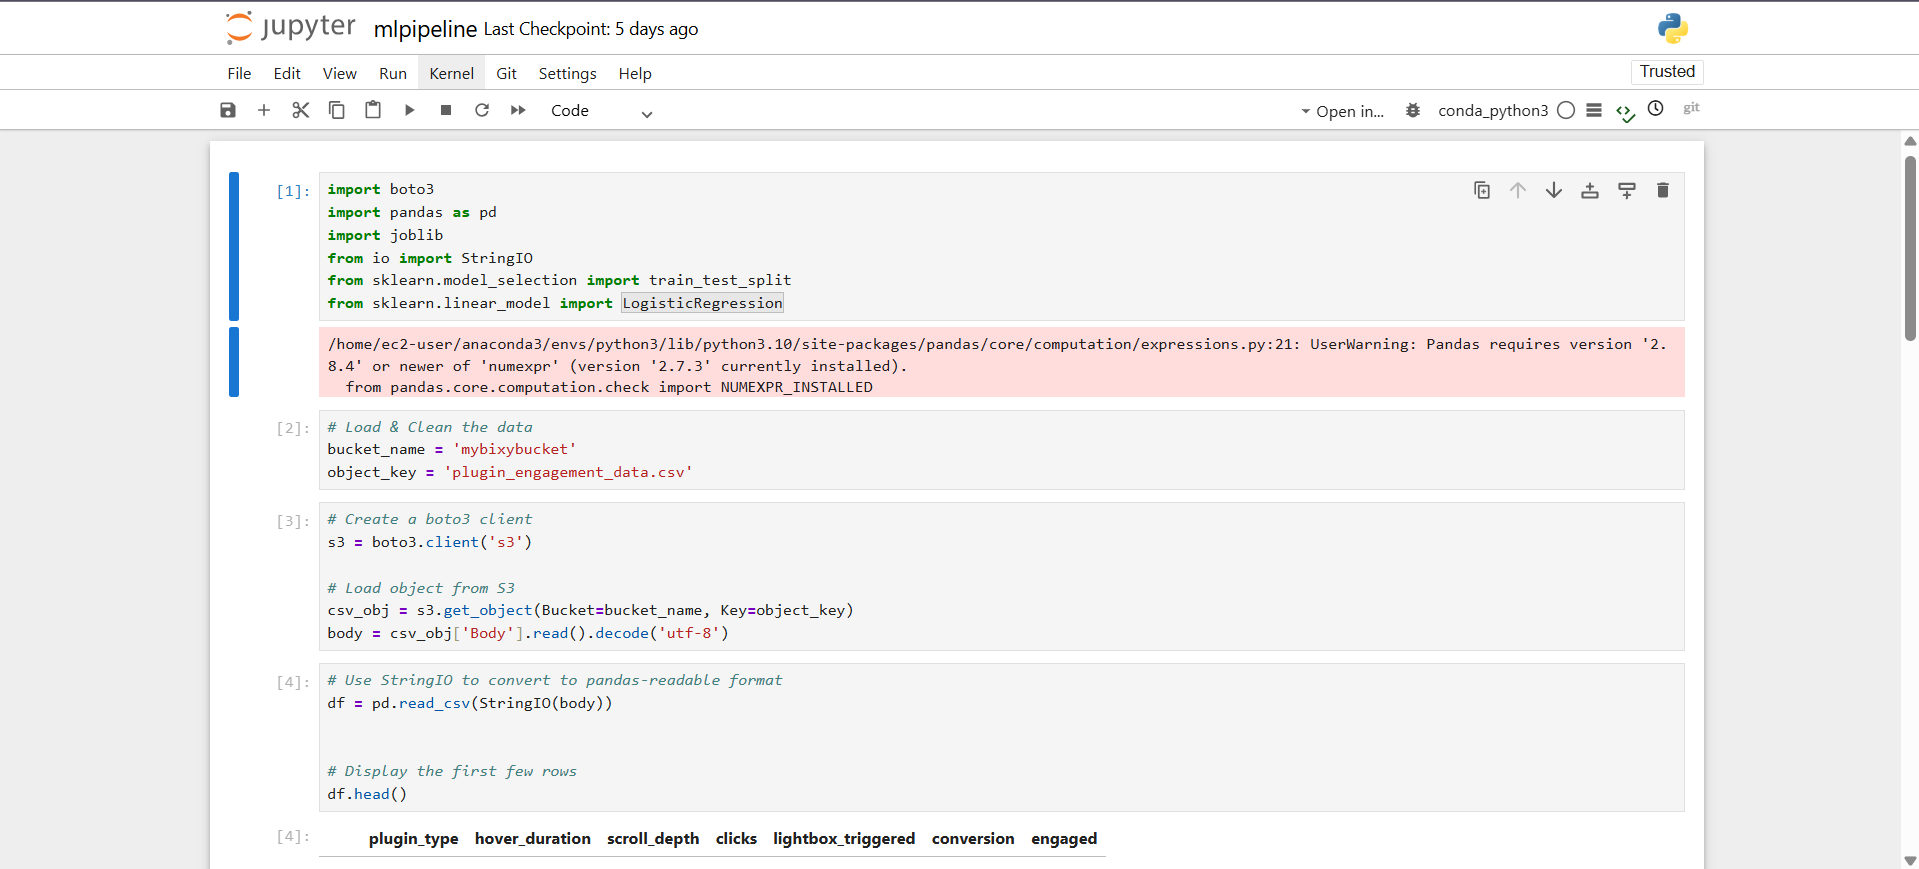 jupyter mlpipeline Last Checkpoint: 5 days ago
File Edit View Run Kernel Git Settings Help Trusted
Code Open in... conda_python3 git
[1]: import boto3
import pandas as pd
import joblib
from io import StringIO
from sklearn.model_selection import train_test_split
from sklearn.linear_model import LogisticRegression
/home/ec2-user/anaconda3/envs/python3/lib/python3.10/site-packages/pandas/core/computation/expressions.py:21: UserWarning: Pandas requires version '2.
8.4' or newer of 'numexpr' (version '2.7.3' currently installed).
  from pandas.core.computation.check import NUMEXPR_INSTALLED
[2]: # Load & Clean the data
bucket_name = 'mybixybucket'
object_key = 'plugin_engagement_data.csv'
[3]: # Create a boto3 client
s3 = boto3.client('s3')
# Load object from S3
csv_obj = s3.get_object(Bucket=bucket_name, Key=object_key)
body = csv_obj['Body'].read().decode('utf-8')
[4]: # Use StringIO to convert to pandas-readable format
df = pd.read_csv(StringIO(body))
# Display the first few rows
df.head()
[4]: plugin_type hover_duration scroll_depth clicks lightbox_triggered conversion engaged